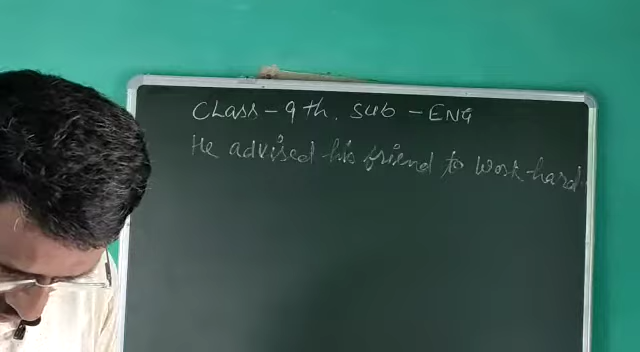 Class - 9th. Sub - ENG
He advised his friend to work hard.